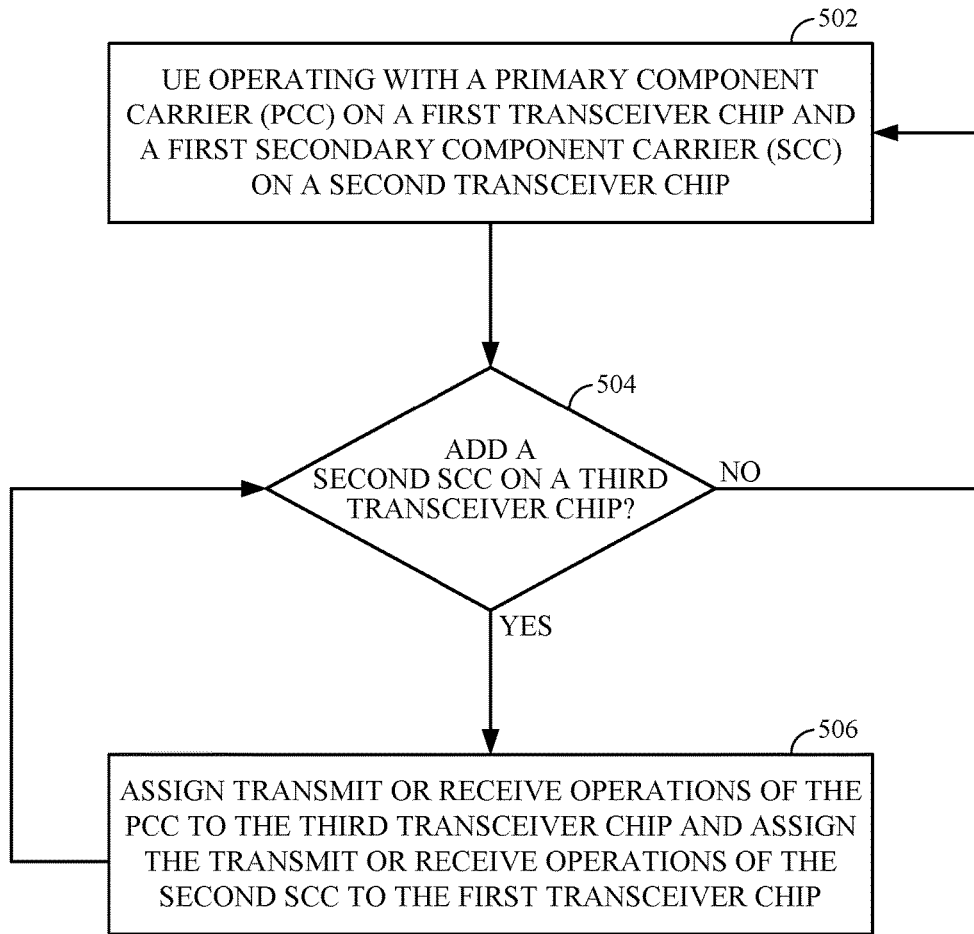 502
UE OPERATING WITH A PRIMARY COMPONENT
CARRIER (PCC) ON A FIRST TRANSCEIVER CHIP AND
A FIRST SECONDARY COMPONENT CARRIER (SCC)
ON A SECOND TRANSCEIVER CHIP
504
ADD A
SECOND SCC ON A THIRD
TRANSCEIVER CHIP?
NO
YES
506
ASSIGN TRANSMIT OR RECEIVE OPERATIONS OF THE
PCC TO THE THIRD TRANSCEIVER CHIP AND ASSIGN
THE TRANSMIT OR RECEIVE OPERATIONS OF THE
SECOND SCC TO THE FIRST TRANSCEIVER CHIP